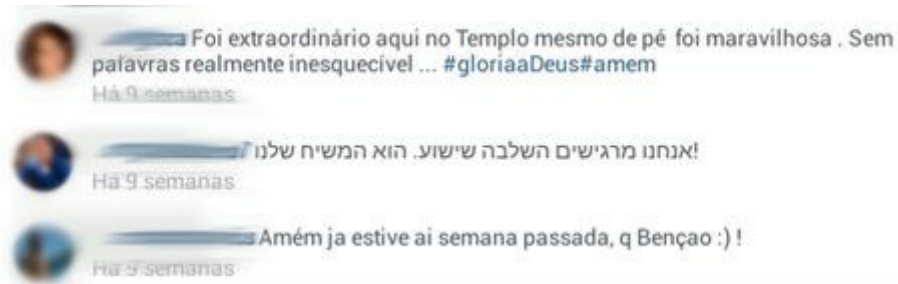 Foi extraordinário aqui no Templo mesmo de pé foi maravilhosa . Sem
palavras realmente inesquecível ... #gloriaaDeus#amem
Há 9 semanas
אנחנו מרגישים השלבה שישוע. הוא המשיח שלנו!
Há 9 semanas
Amém ja estive ai semana passada, q Bençao :) !
Há 9 semanas